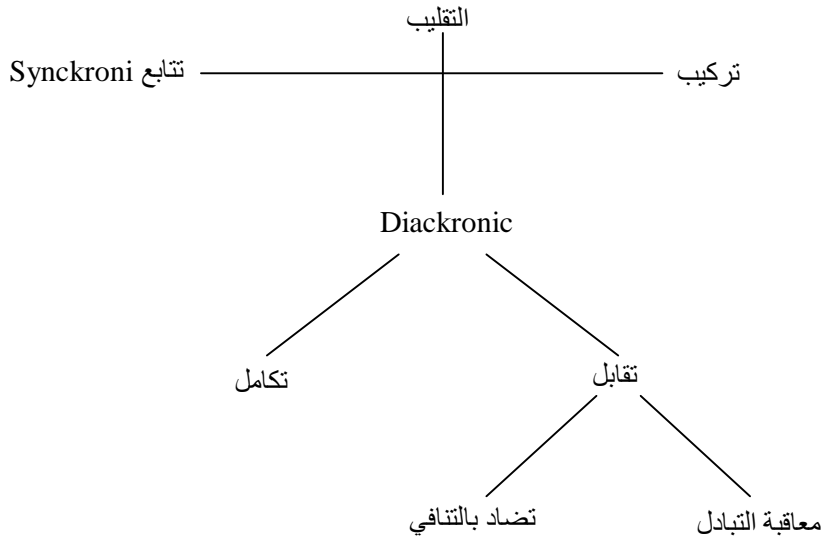 التقليب
تركيب
تتابع Synckroni
Diackronic
تقابل
تكامل
معاقبة التبادل
تضاد بالتنافي